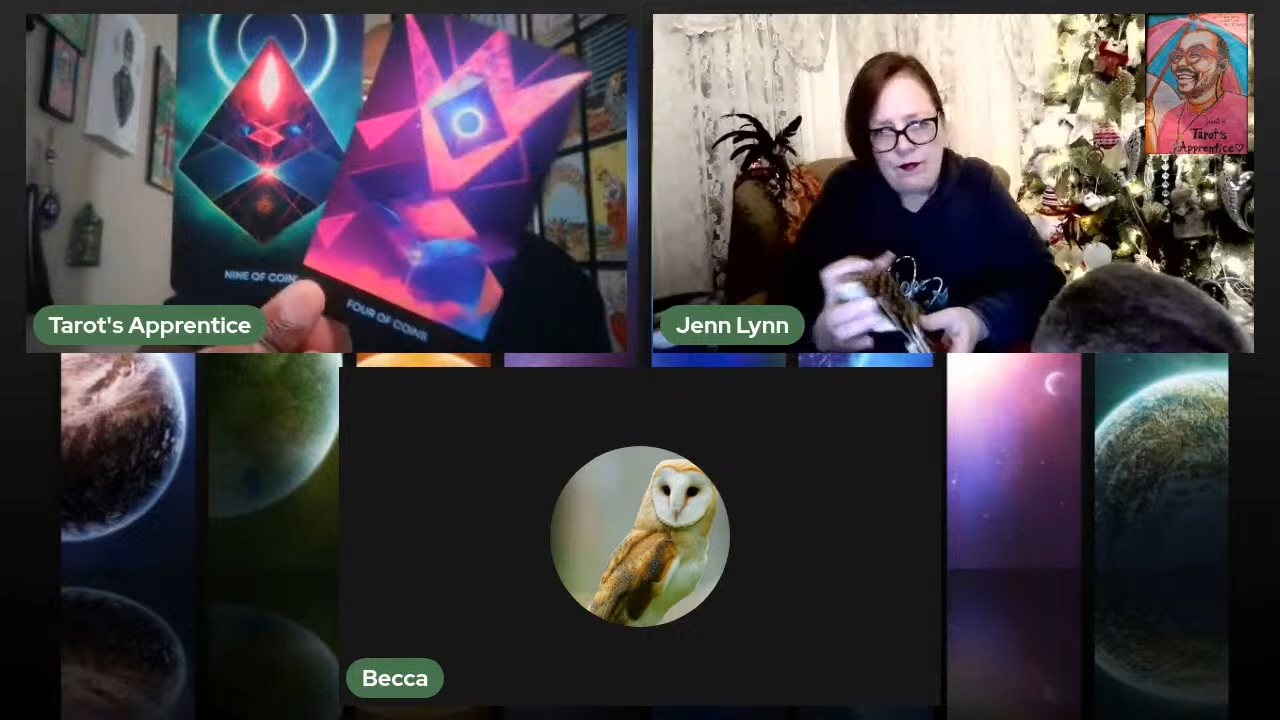 NINE OF COINS
FOUR OF COINS
Tarot's Apprentice
Tarot's
Apprentice
Jenn Lynn
Becca